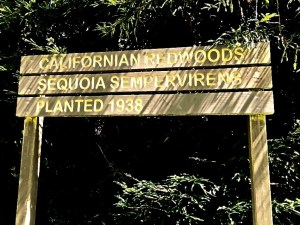 CALIFORNIAN REDWOODS
SEQUOIA SEMPERVIRENS
PLANTED 1938